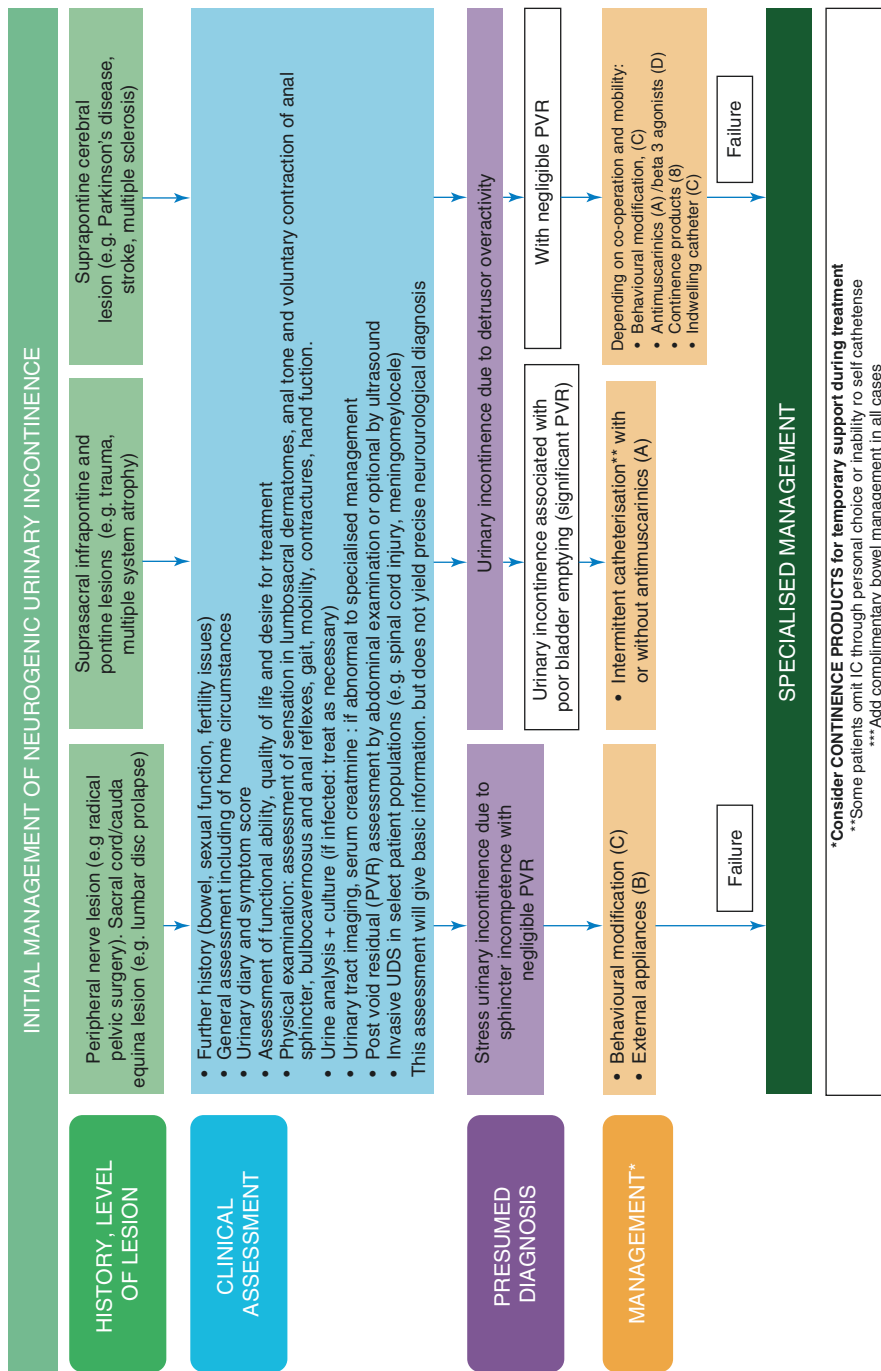 INITIAL MANAGEMENT OF NEUROGENIC URINARY INCONTINENCE
HISTORY, LEVEL
OF LESION
Peripheral nerve lesion (e.g radical
pelvic surgery). Sacral cord/cauda
equina lesion (e.g. lumbar disc prolapse)
Suprasacral infrapontine and
pontine lesions (e.g. trauma,
multiple system atrophy)
Suprapontine cerebral
lesion (e.g. Parkinson's disease,
stroke, multiple sclerosis)
CLINICAL
ASSESSMENT
• Further history (bowel, sexual function, fertility issues)
• General assessment including of home circumstances
• Urinary diary and symptom score
• Assessment of functional ability, quality of life and desire for treatment
• Physical examination: assessment of sensation in lumbosacral dermatomes, anal tone and voluntary contraction of anal
sphincter, bulbocavernosus and anal reflexes, gait, mobility, contractures, hand fuction.
• Urine analysis + culture (if infected: treat as necessary)
• Urinary tract imaging, serum creatmine : if abnormal to specialised management
• Post void residual (PVR) assessment by abdominal examination or optional by ultrasound
• Invasive UDS in select patient populations (e.g. spinal cord injury, meningomeylocele)
This assessment will give basic information. but does not yield precise neurourological diagnosis
PRESUMED
DIAGNOSIS
Stress urinary incontinence due to
sphincter incompetence with
negligible PVR
Urinary incontinence due to detrusor overactivity
Urinary incontinence associated with
poor bladder emptying (significant PVR)
With negligible PVR
MANAGEMENT*
• Behavioural modification (C)
• External appliances (B)
• Intermittent catheterisation** with
or without antimuscarinics (A)
Depending on co-operation and mobility:
• Behavioural modification, (C)
• Antimuscarinics (A) /beta 3 agonists (D)
• Continence products (8)
• Indwelling catheter (C)
Failure
Failure
SPECIALISED MANAGEMENT
*Consider CONTINENCE PRODUCTS for temporary support during treatment
**Some patients omit IC through personal choice or inability ro self cathetense
***Add complimentary bowel management in all cases